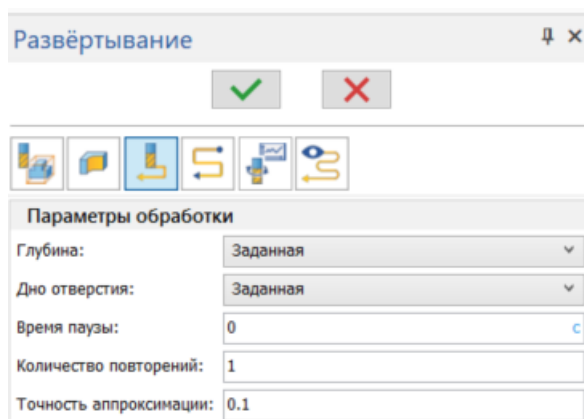 Развёртывание
Параметры обработки
Глубина: Заданная
Дно отверстия: Заданная
Время паузы: 0 с
Количество повторений: 1
Точность аппроксимации: 0.1